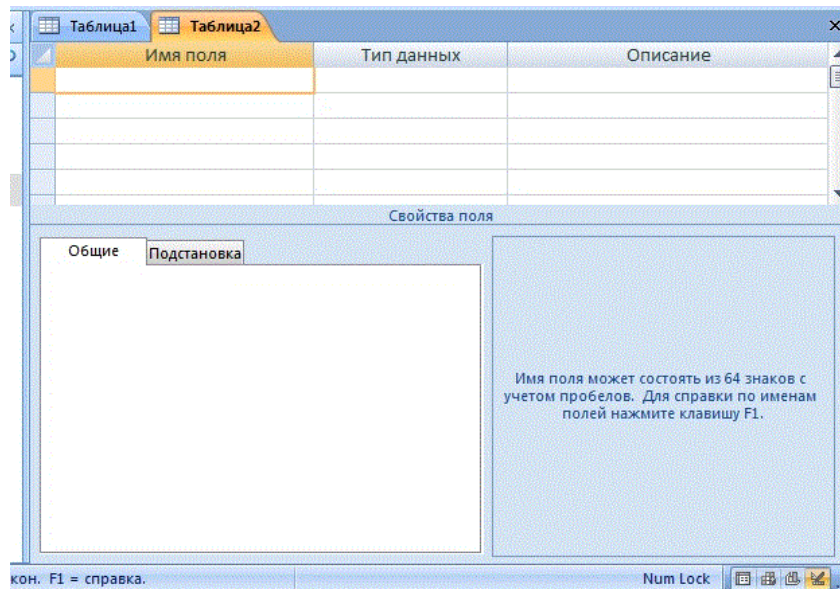 Таблица1 Таблица2
Имя поля Тип данных Описание
Свойства поля
Общие Подстановка
Имя поля может состоять из 64 знаков с
учетом пробелов. Для справки по именам
полей нажмите клавишу F1.
кон. F1 = справка. Num Lock